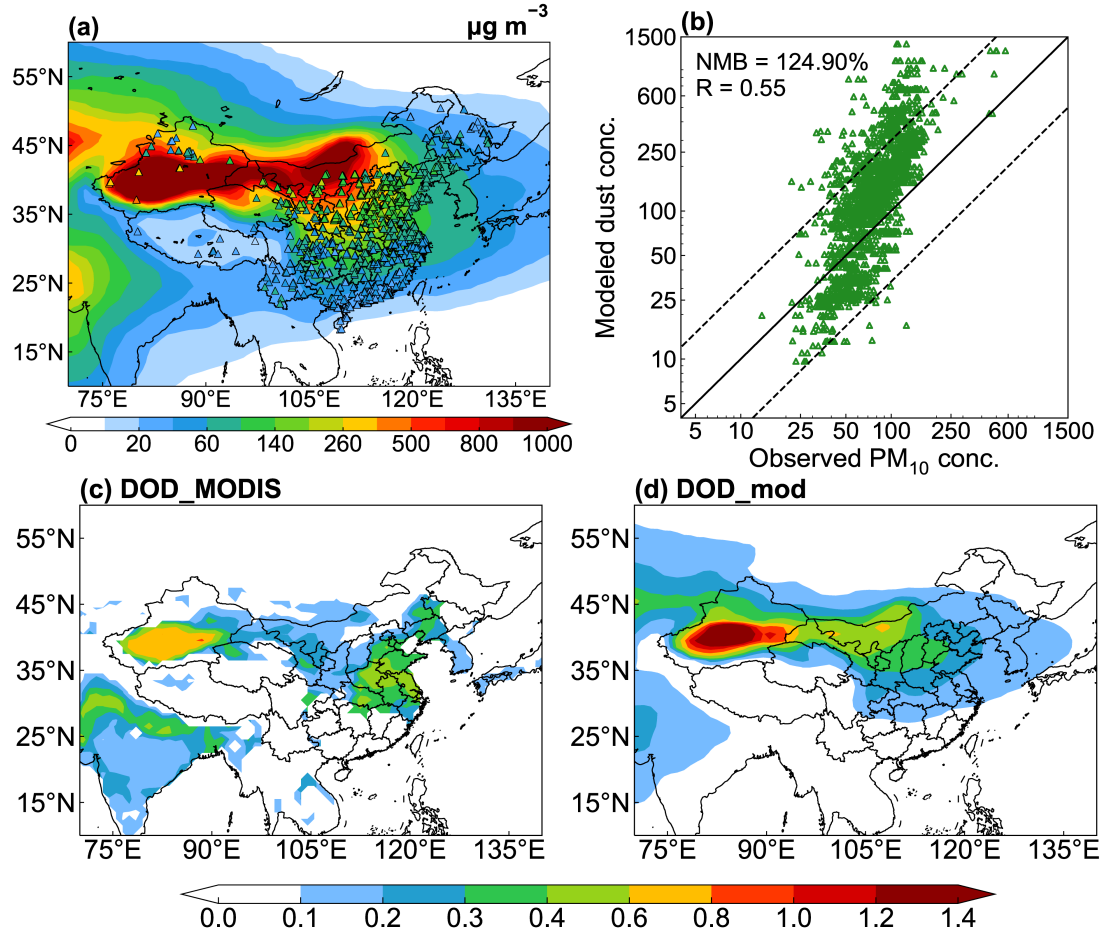 (a)
µg m⁻³
55°N
45°N
35°N
25°N
15°N
75°E 90°E 105°E 120°E 135°E
0 20 60 140 260 500 800 1000
(b)
NMB = 124.90%
R = 0.55
Modeled dust conc.
1500
600
250
100
50
25
10
5
5 10 25 50 100 250 600 1500
Observed PM₁₀ conc.
(c) DOD_MODIS
55°N
45°N
35°N
25°N
15°N
75°E 90°E 105°E 120°E 135°E
(d) DOD_mod
55°N
45°N
35°N
25°N
15°N
75°E 90°E 105°E 120°E 135°E
0.0 0.1 0.2 0.3 0.4 0.6 0.8 1.0 1.2 1.4